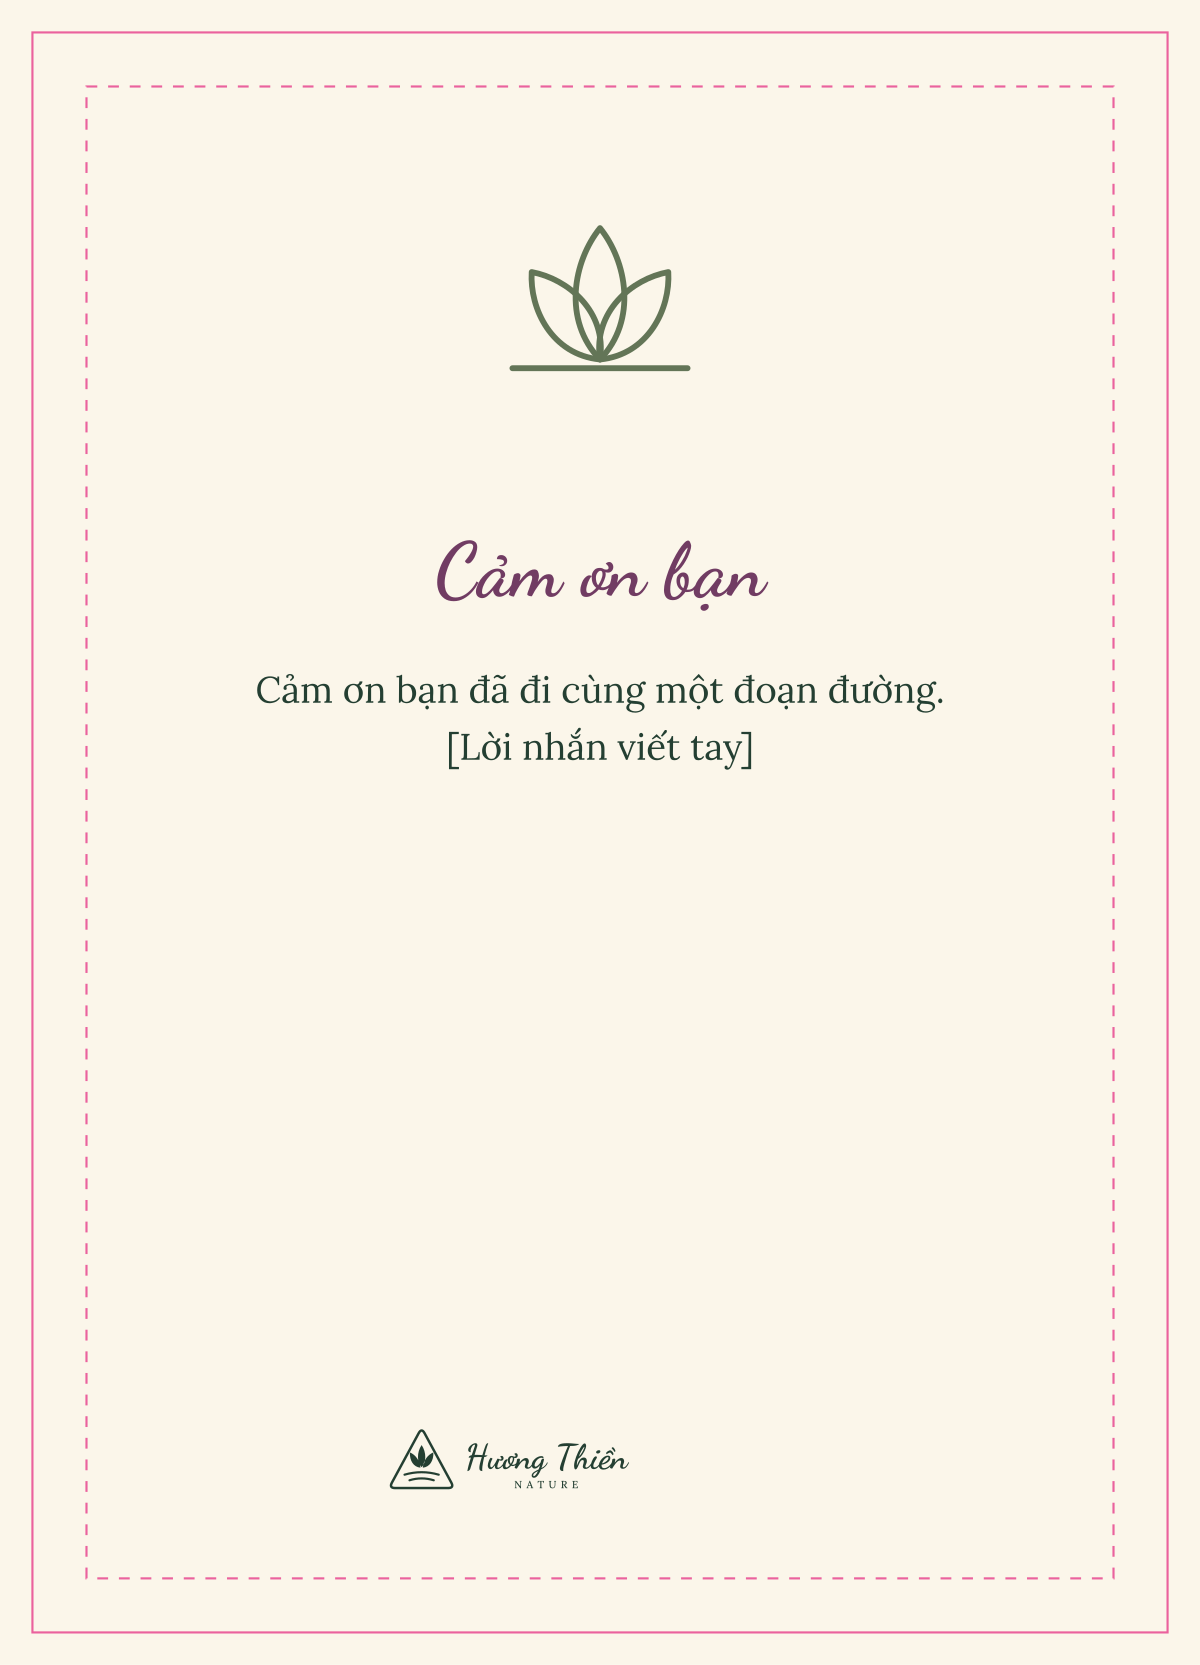 Cảm ơn bạn
Cảm ơn bạn đã đi cùng một đoạn đường.
[Lời nhắn viết tay]
Hương Thiền
NATURE